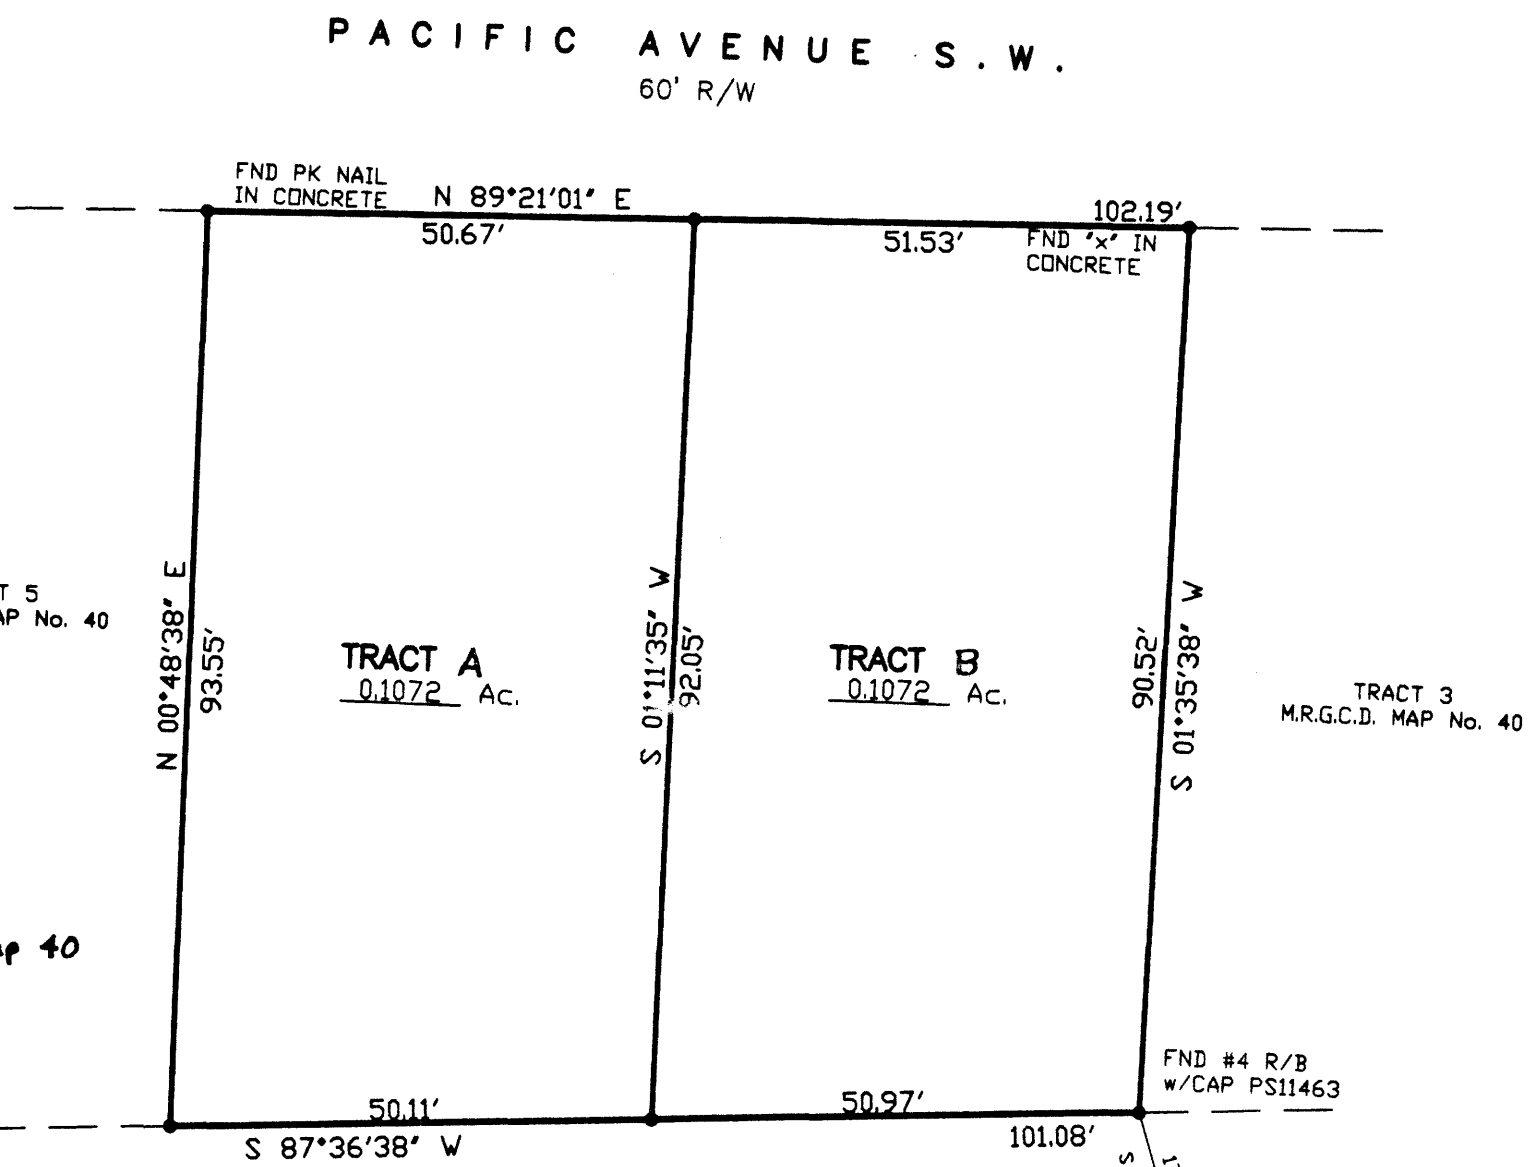 PACIFIC AVENUE S.W.
60' R/W
FND PK NAIL
IN CONCRETE
N 89°21'01" E
102.19'
50.67'
51.53'
FND "x" IN
CONCRETE
T 5
AP No. 40
N 00°48'38" E
93.55'
TRACT A
0.1072 Ac.
S 01°11'35" W
92.05'
TRACT B
0.1072 Ac.
90.52'
S 01°35'38" W
TRACT 3
M.R.G.C.D. MAP No. 40
p 40
FND #4 R/B
w/CAP PS11463
50.11'
50.97'
S 87°36'38" W
101.08'
S